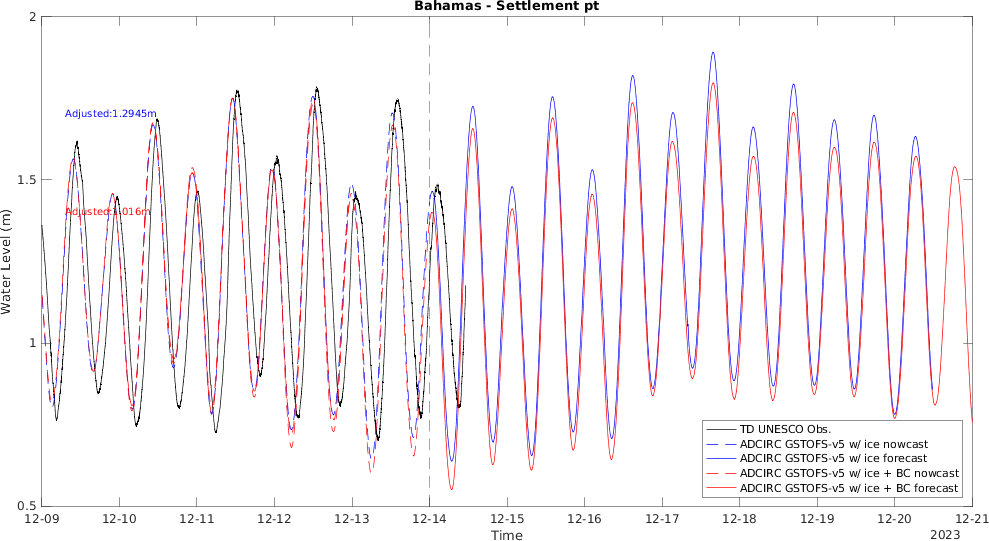 Bahamas - Settlement pt
2
1.5
1
0.5
Water Level (m)
Adjusted:1.2945m
Adjusted:1.016m
12-09 12-10 12-11 12-12 12-13 12-14 12-15 12-16 12-17 12-18 12-19 12-20 12-21
Time
2023
TD UNESCO Obs.
ADCIRC GSTOFS-v5 w/ ice nowcast
ADCIRC GSTOFS-v5 w/ ice forecast
ADCIRC GSTOFS-v5 w/ ice + BC nowcast
ADCIRC GSTOFS-v5 w/ ice + BC forecast